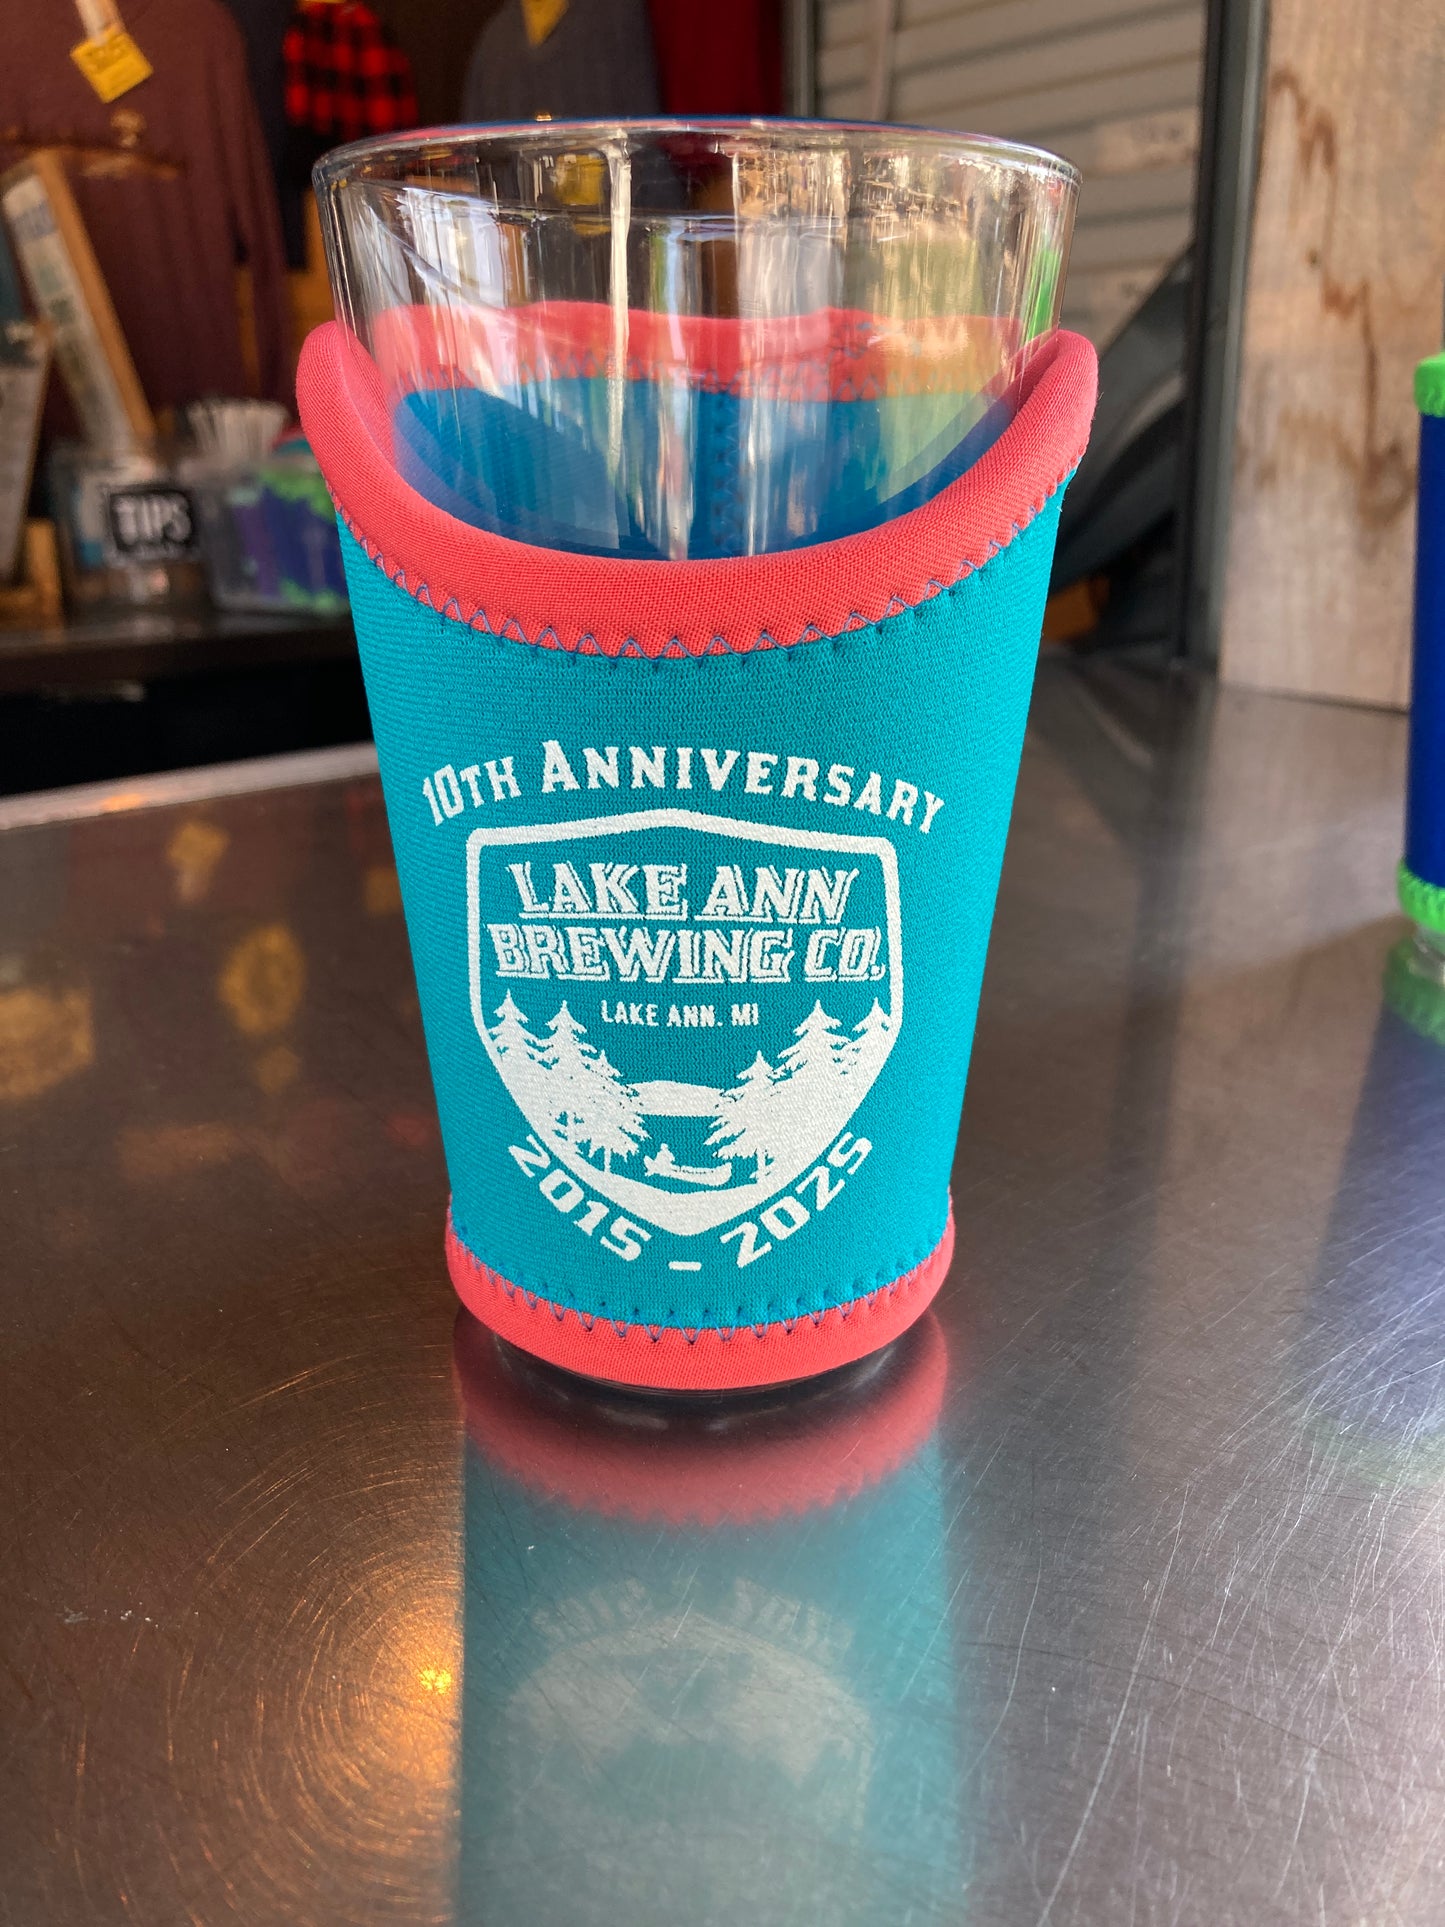 10TH ANNIVERSARY
LAKE ANN
BREWING CO.
LAKE ANN. MI
2015 - 2025
TIPS